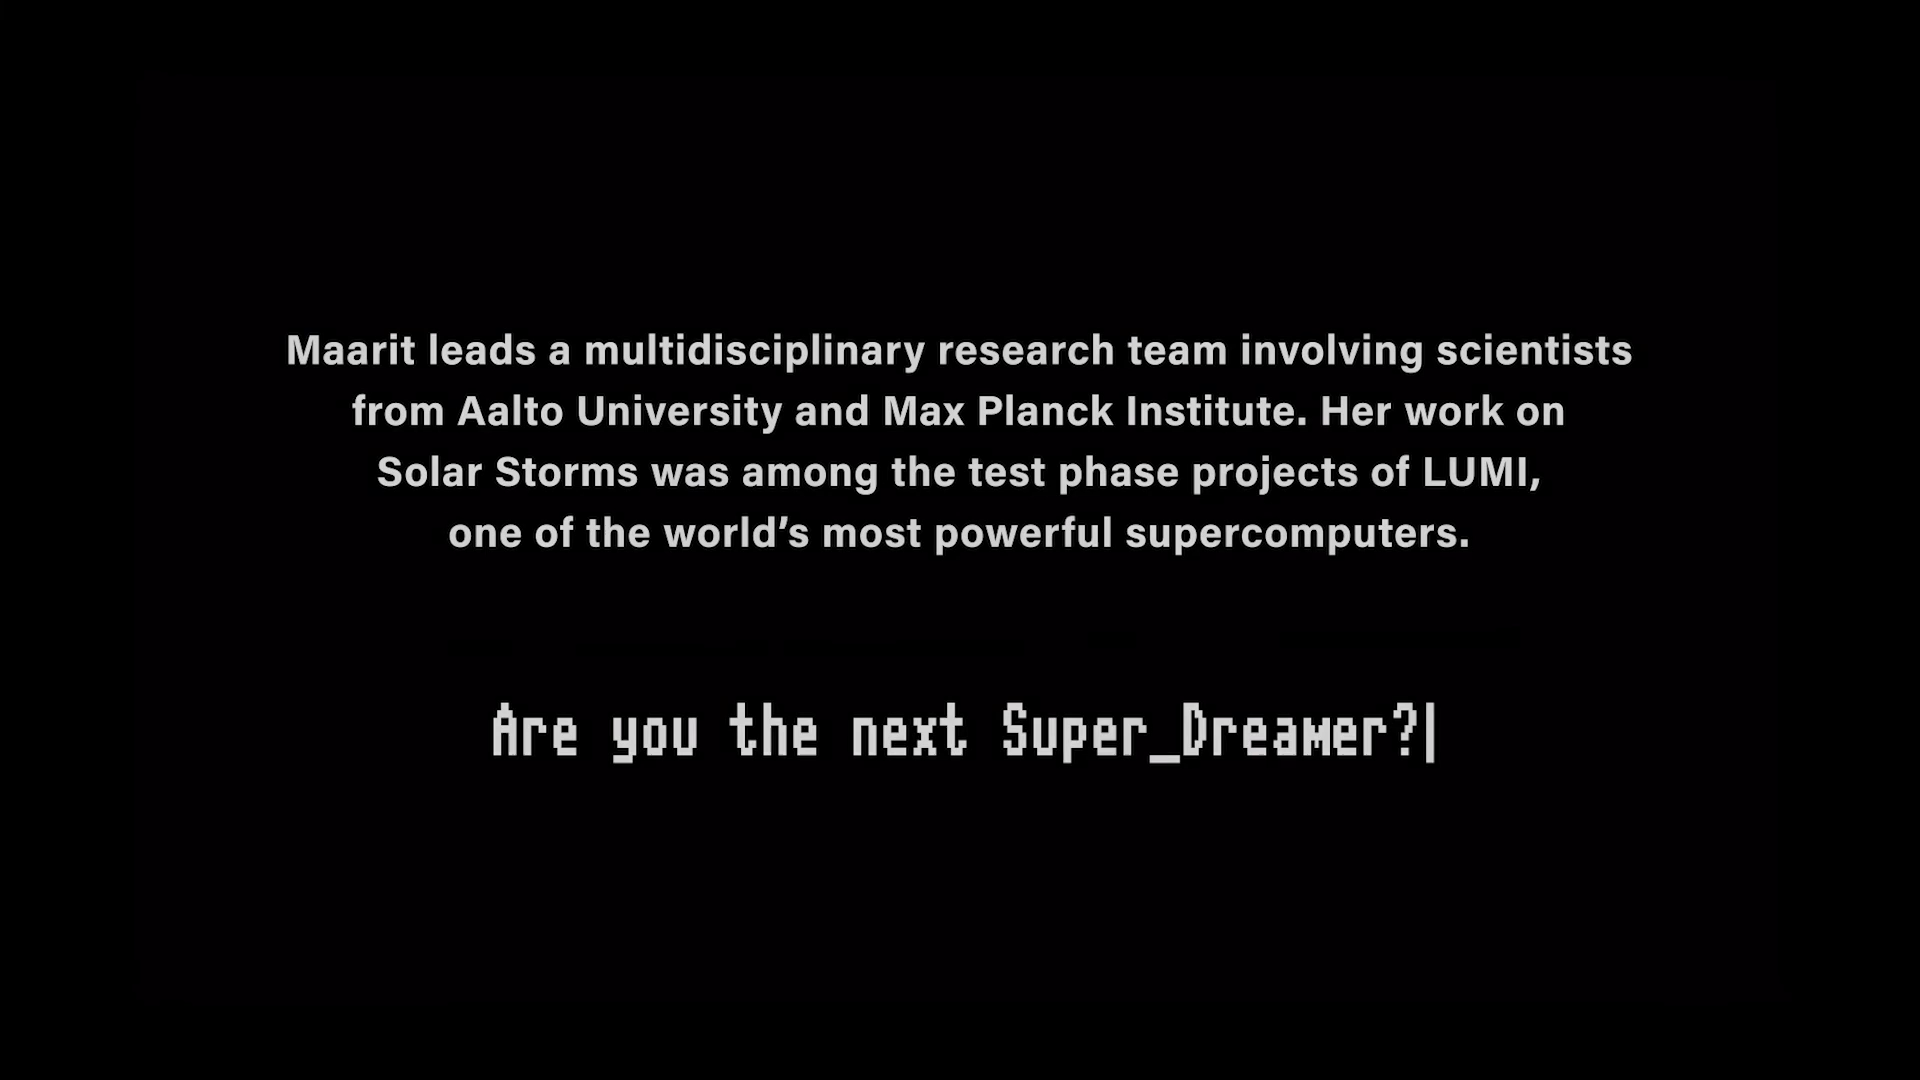 Maarit leads a multidisciplinary research team involving scientists
from Aalto University and Max Planck Institute. Her work on
Solar Storms was among the test phase projects of LUMI,
one of the world’s most powerful supercomputers.
Are you the next Super_Dreamer?|